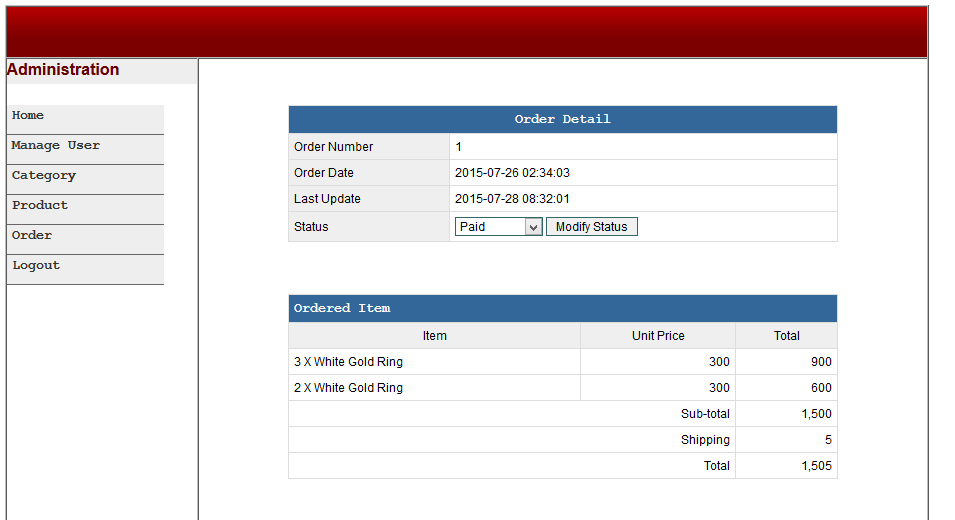 Administration
Home
Manage User
Category
Product
Order
Logout
Order Detail
Order Number 1
Order Date 2015-07-26 02:34:03
Last Update 2015-07-28 08:32:01
Status Paid Modify Status
Ordered Item
Item Unit Price Total
3 X White Gold Ring 300 900
2 X White Gold Ring 300 600
Sub-total 1,500
Shipping 5
Total 1,505